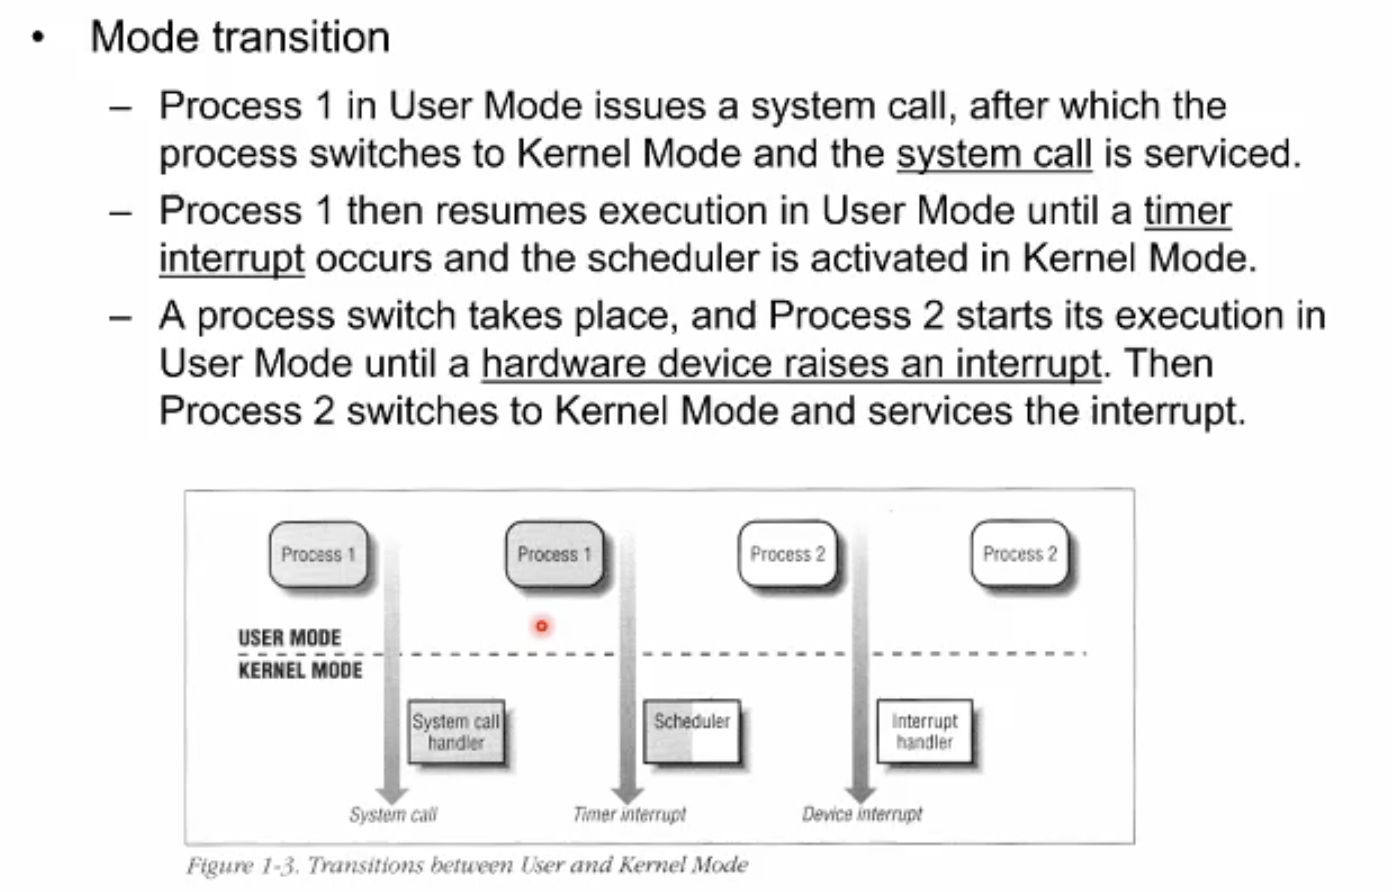 • Mode transition
– Process 1 in User Mode issues a system call, after which the
process switches to Kernel Mode and the system call is serviced.
– Process 1 then resumes execution in User Mode until a timer
interrupt occurs and the scheduler is activated in Kernel Mode.
– A process switch takes place, and Process 2 starts its execution in
User Mode until a hardware device raises an interrupt. Then
Process 2 switches to Kernel Mode and services the interrupt.
Process 1
Process 1
Process 2
Process 2
USER MODE
KERNEL MODE
System call
handler
Scheduler
Interrupt
handler
System call
Timer interrupt
Device interrupt
Figure 1-3. Transitions between User and Kernel Mode